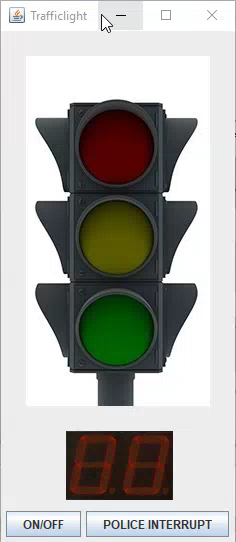 Trafficlight
ON/OFF
POLICE INTERRUPT